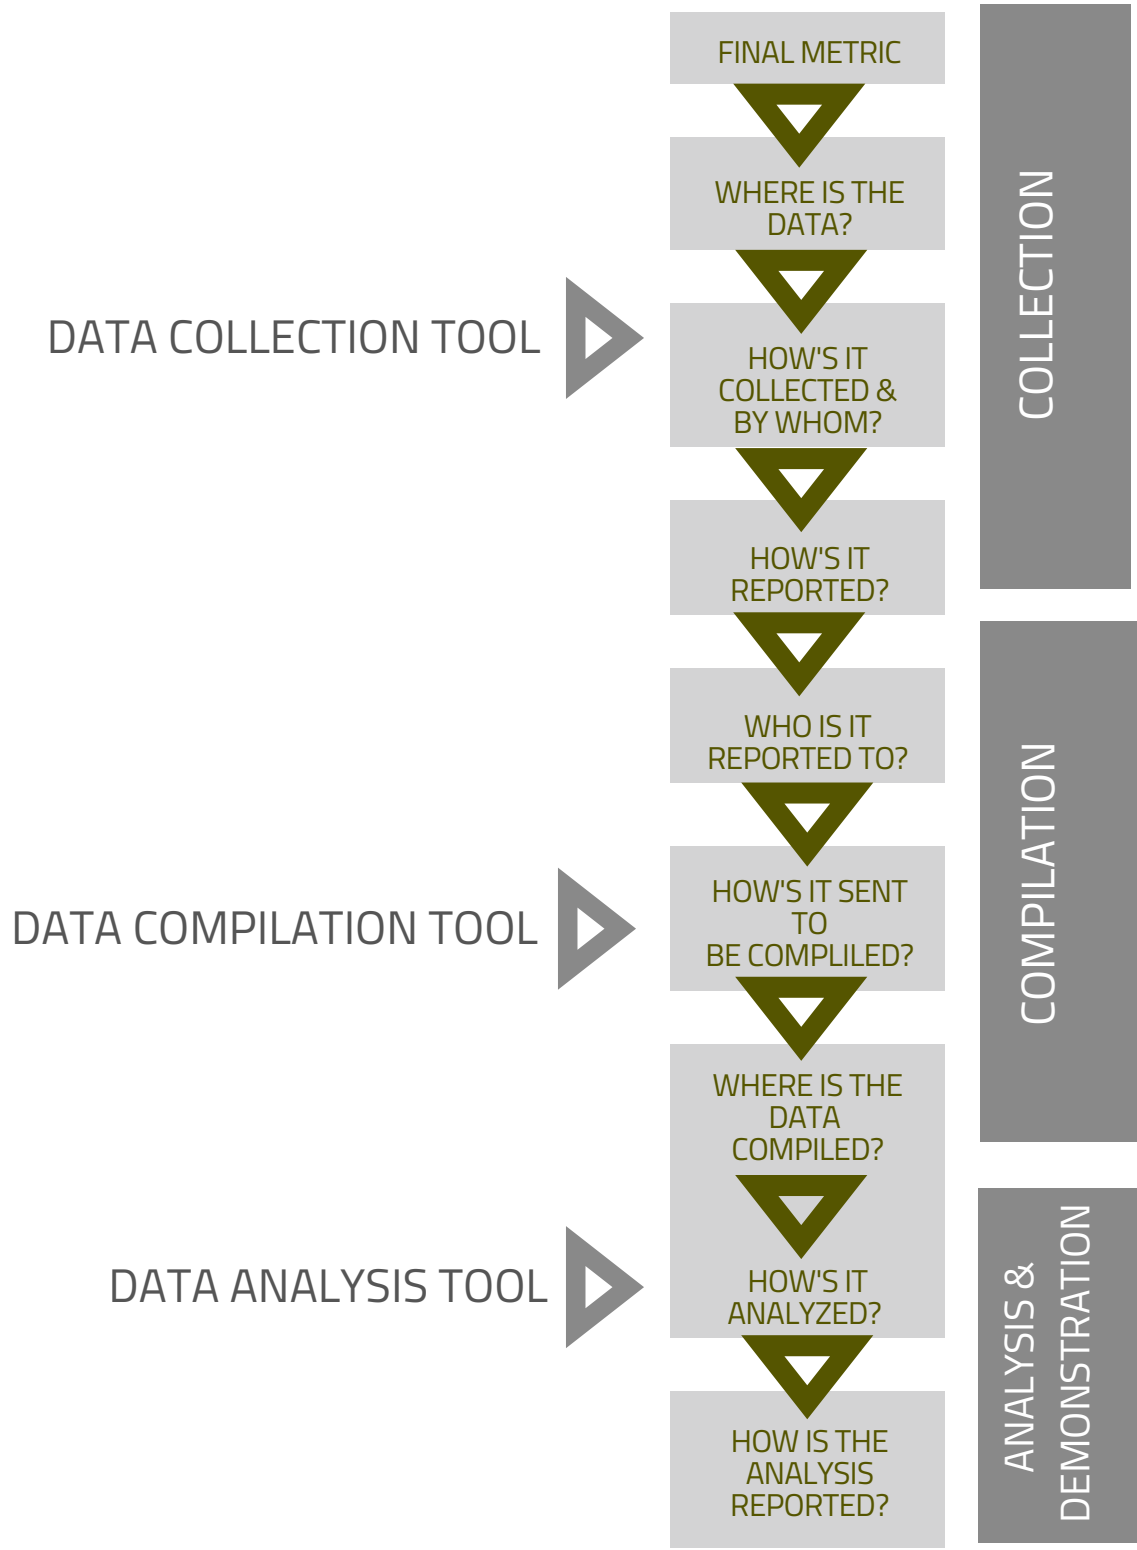 FINAL METRIC
WHERE IS THE
DATA?
DATA COLLECTION TOOL
HOW'S IT
COLLECTED &
BY WHOM?
HOW'S IT
REPORTED?
COLLECTION
WHO IS IT
REPORTED TO?
DATA COMPILATION TOOL
HOW'S IT SENT
TO
BE COMPLILED?
WHERE IS THE
DATA
COMPILED?
COMPILATION
DATA ANALYSIS TOOL
HOW'S IT
ANALYZED?
HOW IS THE
ANALYSIS
REPORTED?
ANALYSIS &
DEMONSTRATION